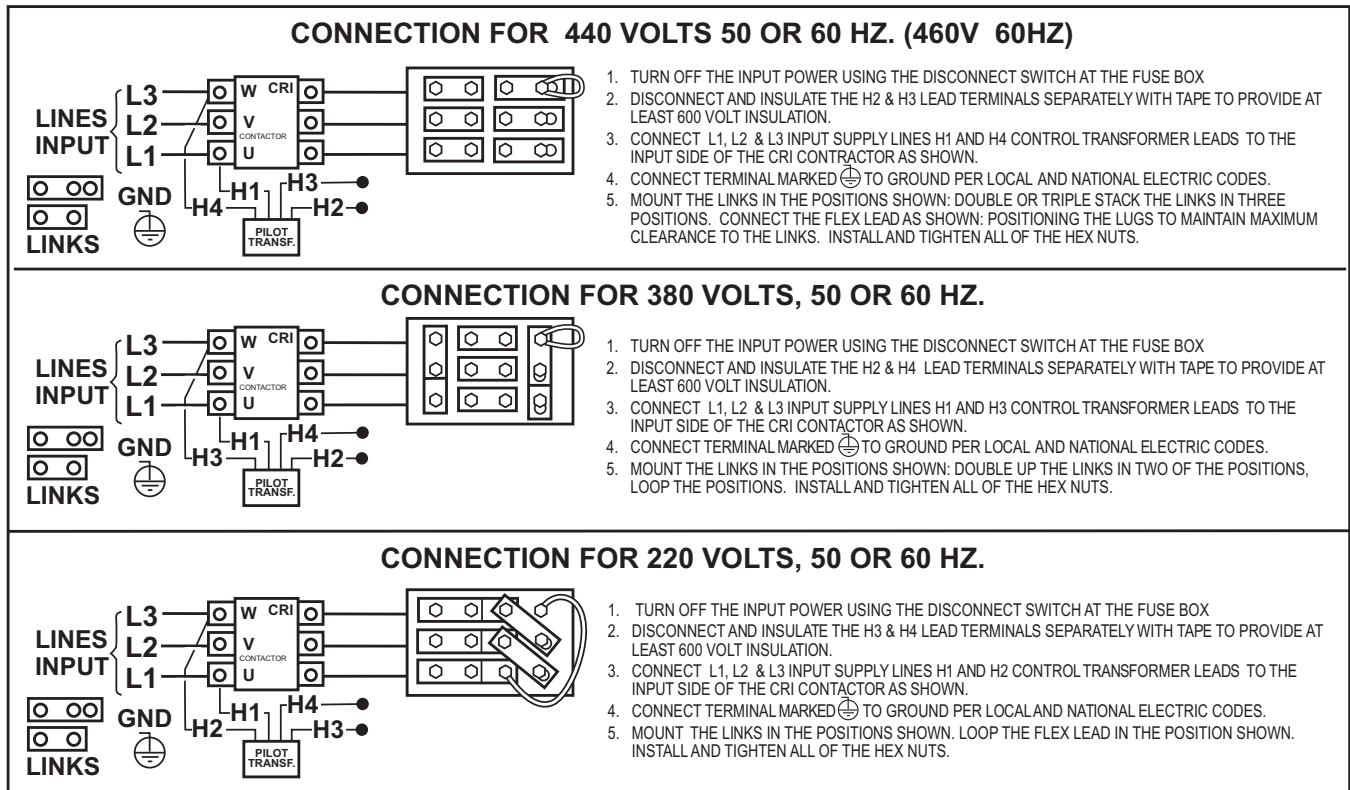 CONNECTION FOR 440 VOLTS 50 OR 60 HZ. (460V 60HZ)
LINES
INPUT
L3
L2
L1
W CRI
V
CONTACTOR
U
GND
LINKS
H1
H3
H4
H2
PILOT
TRANSF.
1. TURN OFF THE INPUT POWER USING THE DISCONNECT SWITCH AT THE FUSE BOX
2. DISCONNECT AND INSULATE THE H2 & H3 LEAD TERMINALS SEPARATELY WITH TAPE TO PROVIDE AT
LEAST 600 VOLT INSULATION.
3. CONNECT L1, L2 & L3 INPUT SUPPLY LINES H1 AND H4 CONTROL TRANSFORMER LEADS TO THE
INPUT SIDE OF THE CRI CONTRACTOR AS SHOWN.
4. CONNECT TERMINAL MARKED TO GROUND PER LOCAL AND NATIONAL ELECTRIC CODES.
5. MOUNT THE LINKS IN THE POSITIONS SHOWN: DOUBLE OR TRIPLE STACK THE LINKS IN THREE
POSITIONS. CONNECT THE FLEX LEAD AS SHOWN: POSITIONING THE LUGS TO MAINTAIN MAXIMUM
CLEARANCE TO THE LINKS. INSTALL AND TIGHTEN ALL OF THE HEX NUTS.
CONNECTION FOR 380 VOLTS, 50 OR 60 HZ.
LINES
INPUT
L3
L2
L1
W CRI
V
CONTACTOR
U
GND
LINKS
H1
H4
H3
H2
PILOT
TRANSF.
1. TURN OFF THE INPUT POWER USING THE DISCONNECT SWITCH AT THE FUSE BOX
2. DISCONNECT AND INSULATE THE H2 & H4 LEAD TERMINALS SEPARATELY WITH TAPE TO PROVIDE AT
LEAST 600 VOLT INSULATION.
3. CONNECT L1, L2 & L3 INPUT SUPPLY LINES H1 AND H3 CONTROL TRANSFORMER LEADS TO THE
INPUT SIDE OF THE CRI CONTACTOR AS SHOWN.
4. CONNECT TERMINAL MARKED TO GROUND PER LOCAL AND NATIONAL ELECTRIC CODES.
5. MOUNT THE LINKS IN THE POSITIONS SHOWN: DOUBLE UP THE LINKS IN TWO OF THE POSITIONS,
LOOP THE POSITIONS. INSTALL AND TIGHTEN ALL OF THE HEX NUTS.
CONNECTION FOR 220 VOLTS, 50 OR 60 HZ.
LINES
INPUT
L3
L2
L1
W CRI
V
CONTACTOR
U
GND
LINKS
H1
H4
H2
H3
PILOT
TRANSF.
1. TURN OFF THE INPUT POWER USING THE DISCONNECT SWITCH AT THE FUSE BOX
2. DISCONNECT AND INSULATE THE H3 & H4 LEAD TERMINALS SEPARATELY WITH TAPE TO PROVIDE AT
LEAST 600 VOLT INSULATION.
3. CONNECT L1, L2 & L3 INPUT SUPPLY LINES H1 AND H2 CONTROL TRANSFORMER LEADS TO THE
INPUT SIDE OF THE CRI CONTACTOR AS SHOWN.
4. CONNECT TERMINAL MARKED TO GROUND PER LOCAL AND NATIONAL ELECTRIC CODES.
5. MOUNT THE LINKS IN THE POSITIONS SHOWN. LOOP THE FLEX LEAD IN THE POSITION SHOWN.
INSTALL AND TIGHTEN ALL OF THE HEX NUTS.